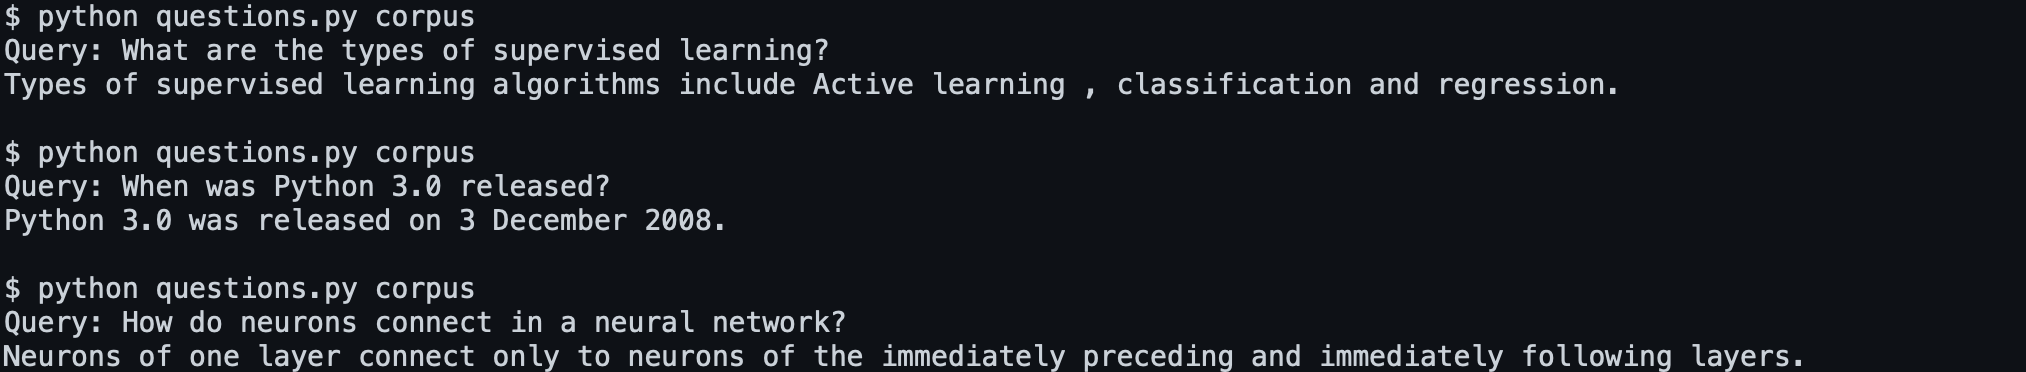 $ python questions.py corpus
Query: What are the types of supervised learning?
Types of supervised learning algorithms include Active learning , classification and regression.
$ python questions.py corpus
Query: When was Python 3.0 released?
Python 3.0 was released on 3 December 2008.
$ python questions.py corpus
Query: How do neurons connect in a neural network?
Neurons of one layer connect only to neurons of the immediately preceding and immediately following layers.